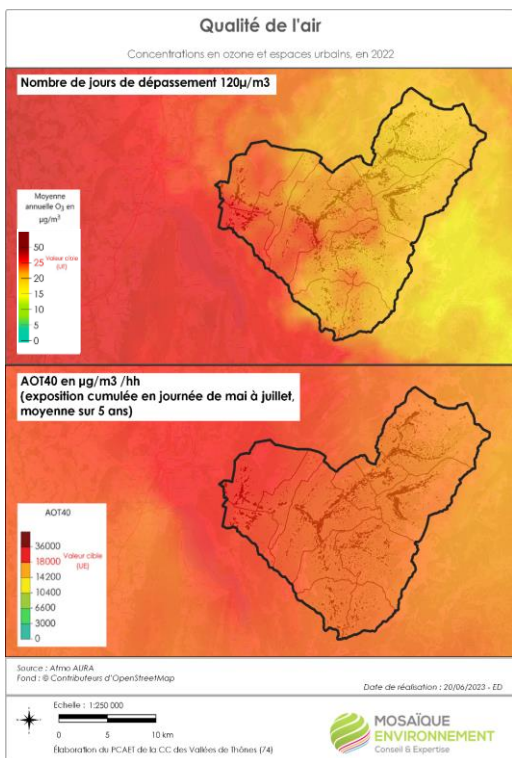 Qualité de l'air
Concentrations en ozone et espaces urbains, en 2022
Nombre de jours de dépassement 120µ/m3
Moyenne
annuelle O3 en
µg/m³
50
25 Valeur cible
(UE)
20
15
10
5
0
AOT40 en µg/m3 /hh
(exposition cumulée en journée de mai à juillet,
moyenne sur 5 ans)
AOT40
36000
18000 Valeur cible
(UE)
14200
10400
6600
3000
0
Source : Atmo AURA
Fond : © Contributeurs d'OpenStreetMap
Date de réalisation : 20/06/2023 - ED
Echelle : 1:250 000
0 5 10 km
Élaboration du PCAET de la CC des Vallées de Thônes (74)
MOSAÏQUE
ENVIRONNEMENT
Conseil & Expertise